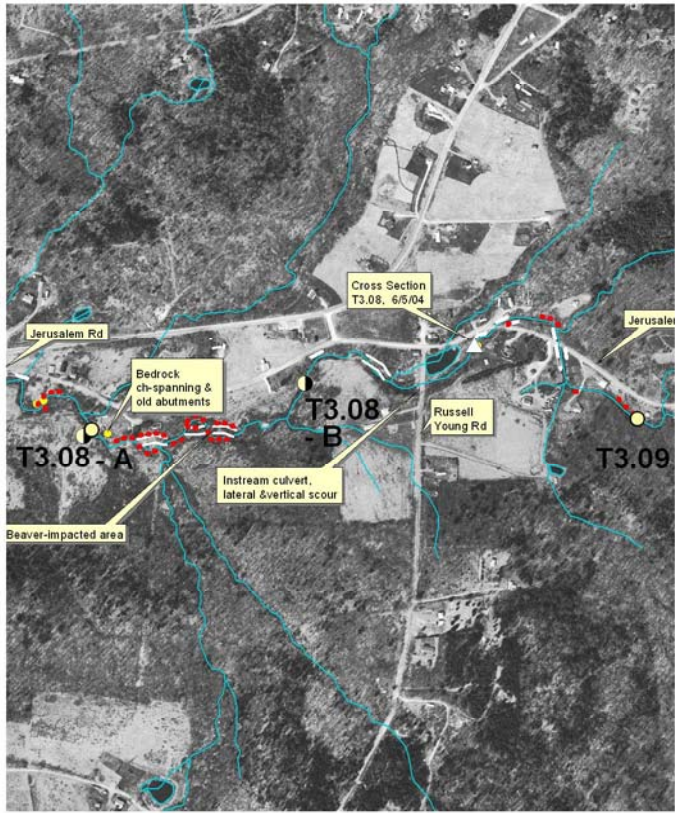 Cross Section
T3.08, 6/5/04
Jerusalem Rd
Jerusalem
Bedrock
ch-spanning &
old abutments
T3.08
- B
Russell
Young Rd
T3.09
T3.08 - A
Instream culvert,
lateral &vertical scour
Beaver-impacted area